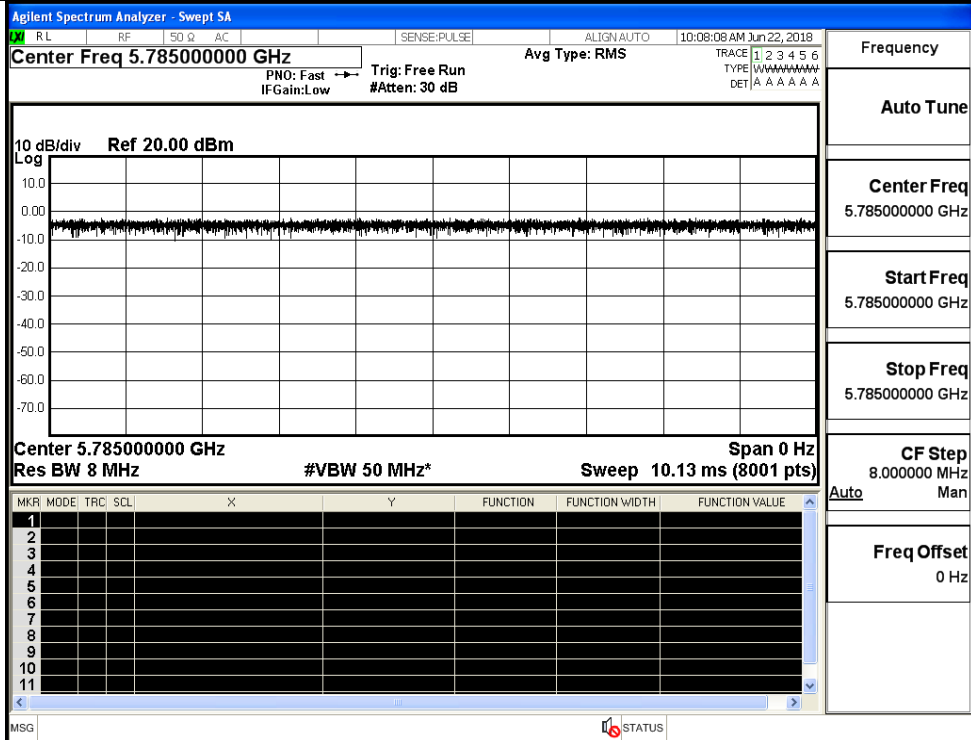 Agilent Spectrum Analyzer - Swept SA
LXI RL RF 50 Ω AC SENSE:PULSE ALIGN AUTO 10:08:08 AM Jun 22, 2018
Center Freq 5.785000000 GHz
PNO: Fast
IFGain:Low
Trig: Free Run
#Atten: 30 dB
Avg Type: RMS
TRACE 1 2 3 4 5 6
TYPE WWWWWW
DET A A A A A A
10 dB/div Ref 20.00 dBm
Log
10.0
0.00
-10.0
-20.0
-30.0
-40.0
-50.0
-60.0
-70.0
Center 5.785000000 GHz Span 0 Hz
Res BW 8 MHz #VBW 50 MHz* Sweep 10.13 ms (8001 pts)
MKR MODE TRC SCL X Y FUNCTION FUNCTION WIDTH FUNCTION VALUE
1
2
3
4
5
6
7
8
9
10
11
MSG STATUS
Frequency
Auto Tune
Center Freq
5.785000000 GHz
Start Freq
5.785000000 GHz
Stop Freq
5.785000000 GHz
CF Step
8.000000 MHz
Auto Man
Freq Offset
0 Hz